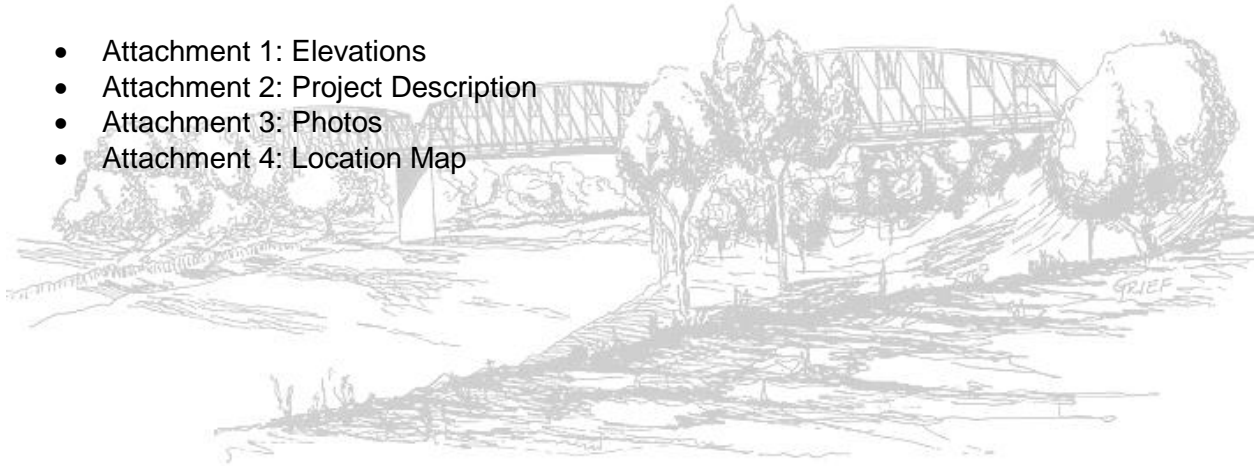 • Attachment 1: Elevations
• Attachment 2: Project Description
• Attachment 3: Photos
• Attachment 4: Location Map
GRIEF